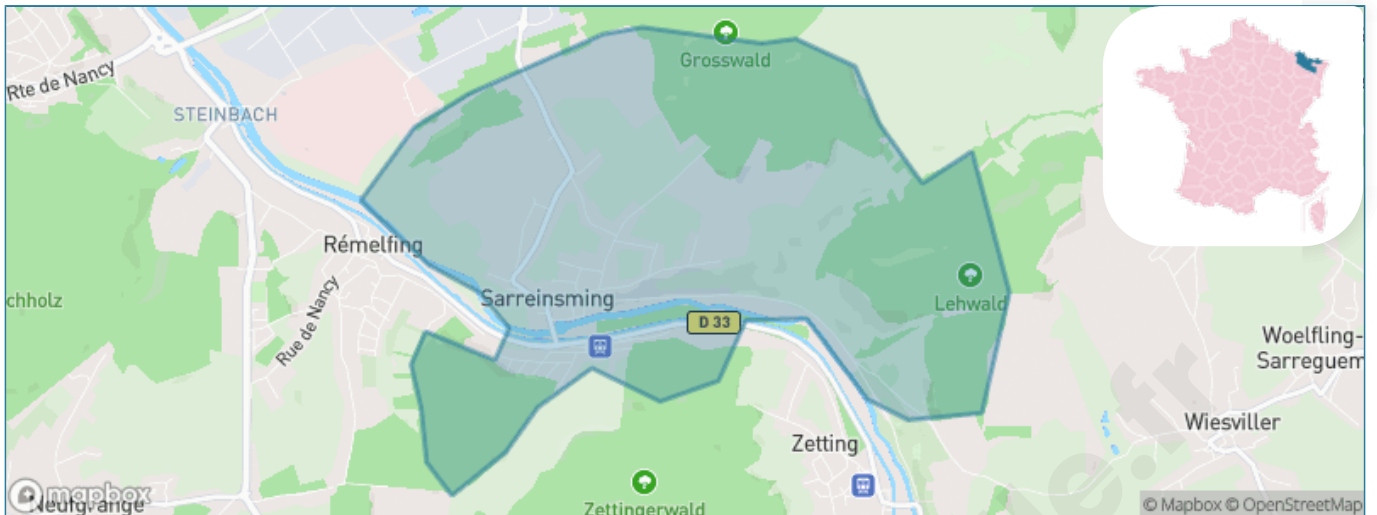 Grosswald
Rte de Nancy
STEINBACH
Rémelfing
chholz
Sarreinsming
Lehwald
D 33
Rue de Nancy
Woelfling-
Sarreguem
Wiesviller
Zetting
Zettingerwald
mapbox
Neufgrange
e.fr
© Mapbox © OpenStreetMap